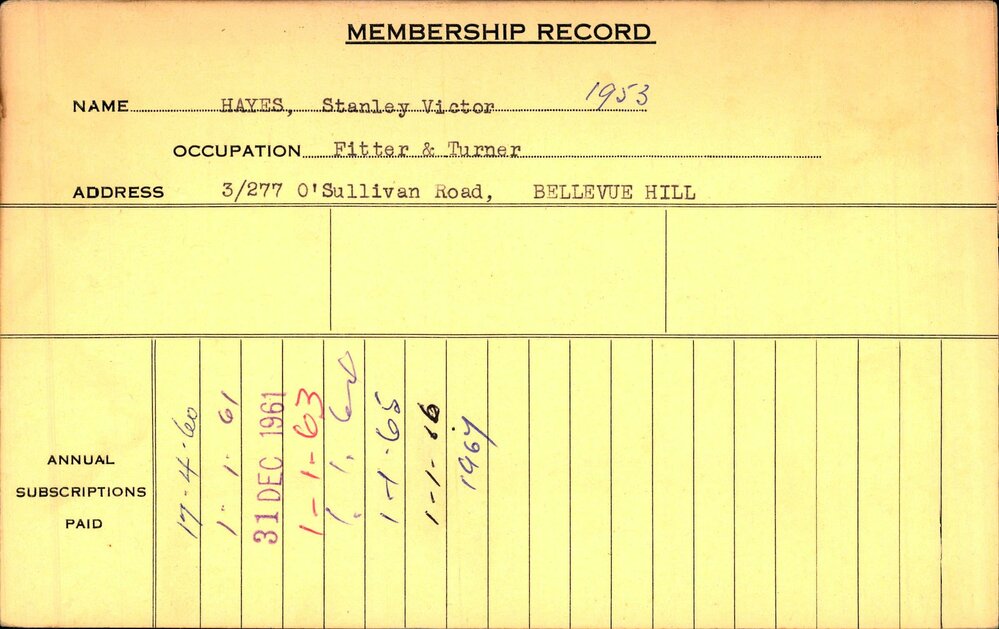 MEMBERSHIP RECORD
NAME HAYES, Stanley Victor 1953
OCCUPATION Fitter & Turner
ADDRESS 3/277 O'Sullivan Road, BELLEVUE HILL
ANNUAL
SUBSCRIPTIONS
PAID
17-4-60
1. 1. 61
31 DEC 1961
1-1-63
1. 1.
1-1-65
1-1-
1967